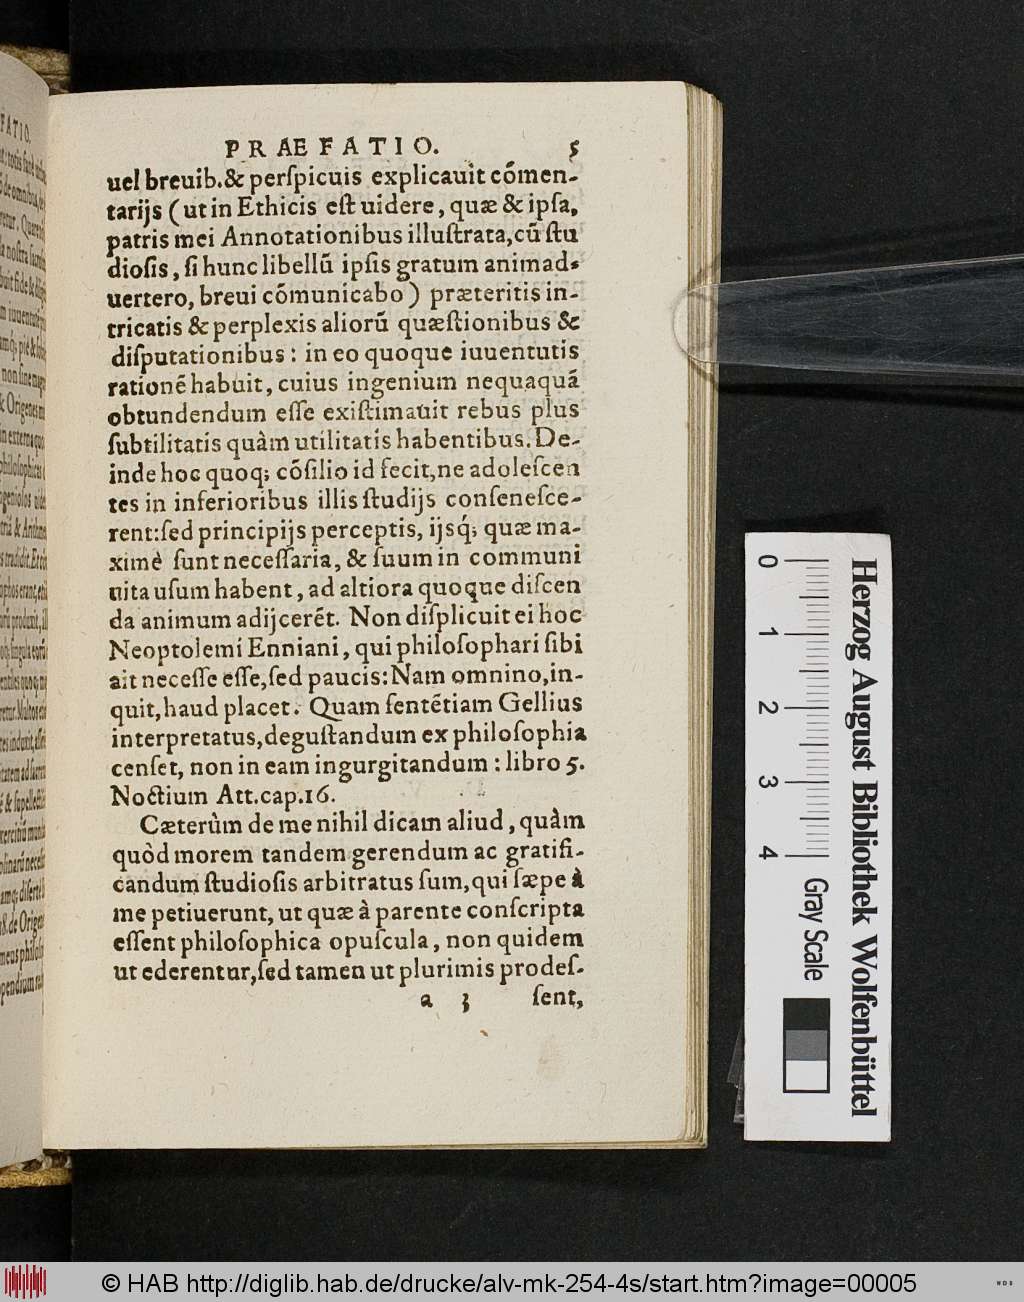 PRAEFATIO. 5
uel breuib.& perſpicuis explicauit cómen-
tarijs (ut in Ethicis eſt uidere, quæ & ipſa,
patris mei Annotationibus illuſtrata,cū ſtu
dioſis, ſi hunc libellū ipſis gratum animad-
uertero, breui cómunicabo) præteritis in-
tricatis & perplexis aliorū quæſtionibus &
diſputationibus: in eo quoque iuuentutis
rationē habuit, cuius ingenium nequaquā
obtundendum eſſe exiſtimauit rebus plus
ſubtilitatis quàm utilitatis habentibus. De-
inde hoc quoq; cóſilio id fecit,ne adoleſcen
tes in inferioribus illis ſtudijs conſeneſce-
rent:ſed principijs perceptis, ijsq́; quæ ma-
ximè ſunt neceſſaria, & ſuum in communi
uita uſum habent, ad altiora quoque diſcen
da animum adijcerēt. Non diſplicuit ei hoc
Neoptolemi Enniani, qui philoſophari ſibi
ait neceſſe eſſe,ſed paucis: Nam omnino,in-
quit,haud placet. Quam ſentētiam Gellius
interpretatus,deguſtandum ex philoſophia
cenſet, non in eam ingurgitandum: libro 5.
Noctium Att.cap.16.
Cæterùm de me nihil dicam aliud, quàm
quòd morem tandem gerendum ac gratifi-
candum ſtudioſis arbitratus ſum,qui ſæpe à
me petiuerunt, ut quæ à parente conſcripta
eſſent philoſophica opuſcula, non quidem
ut ederentur,ſed tamen ut plurimis prodeſ-
a 3 ſent,
Herzog August Bibliothek Wolfenbüttel
0 1 2 3 4 Gray Scale
© HAB http://diglib.hab.de/drucke/alv-mk-254-4s/start.htm?image=00005